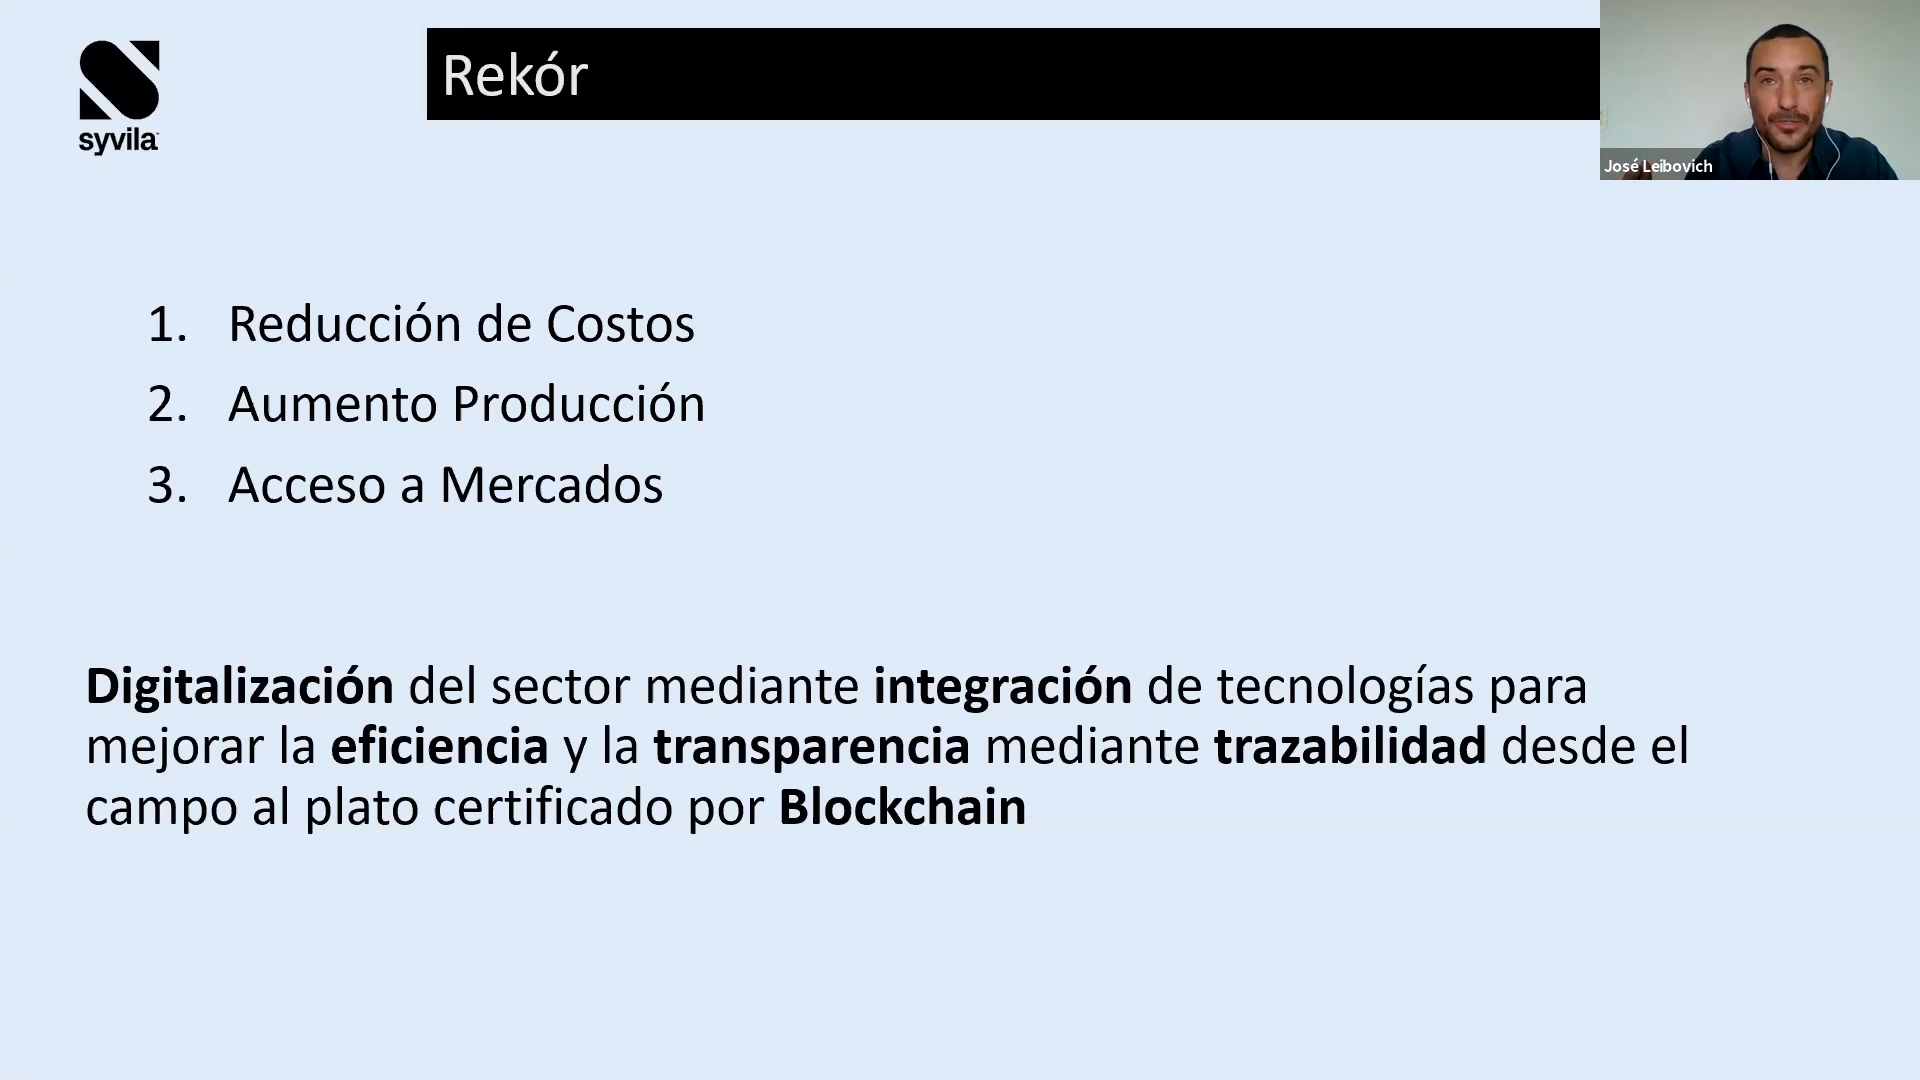 syvila
Rekór
José Leibovich
1. Reducción de Costos
2. Aumento Producción
3. Acceso a Mercados
Digitalización del sector mediante integración de tecnologías para
mejorar la eficiencia y la transparencia mediante trazabilidad desde el
campo al plato certificado por Blockchain